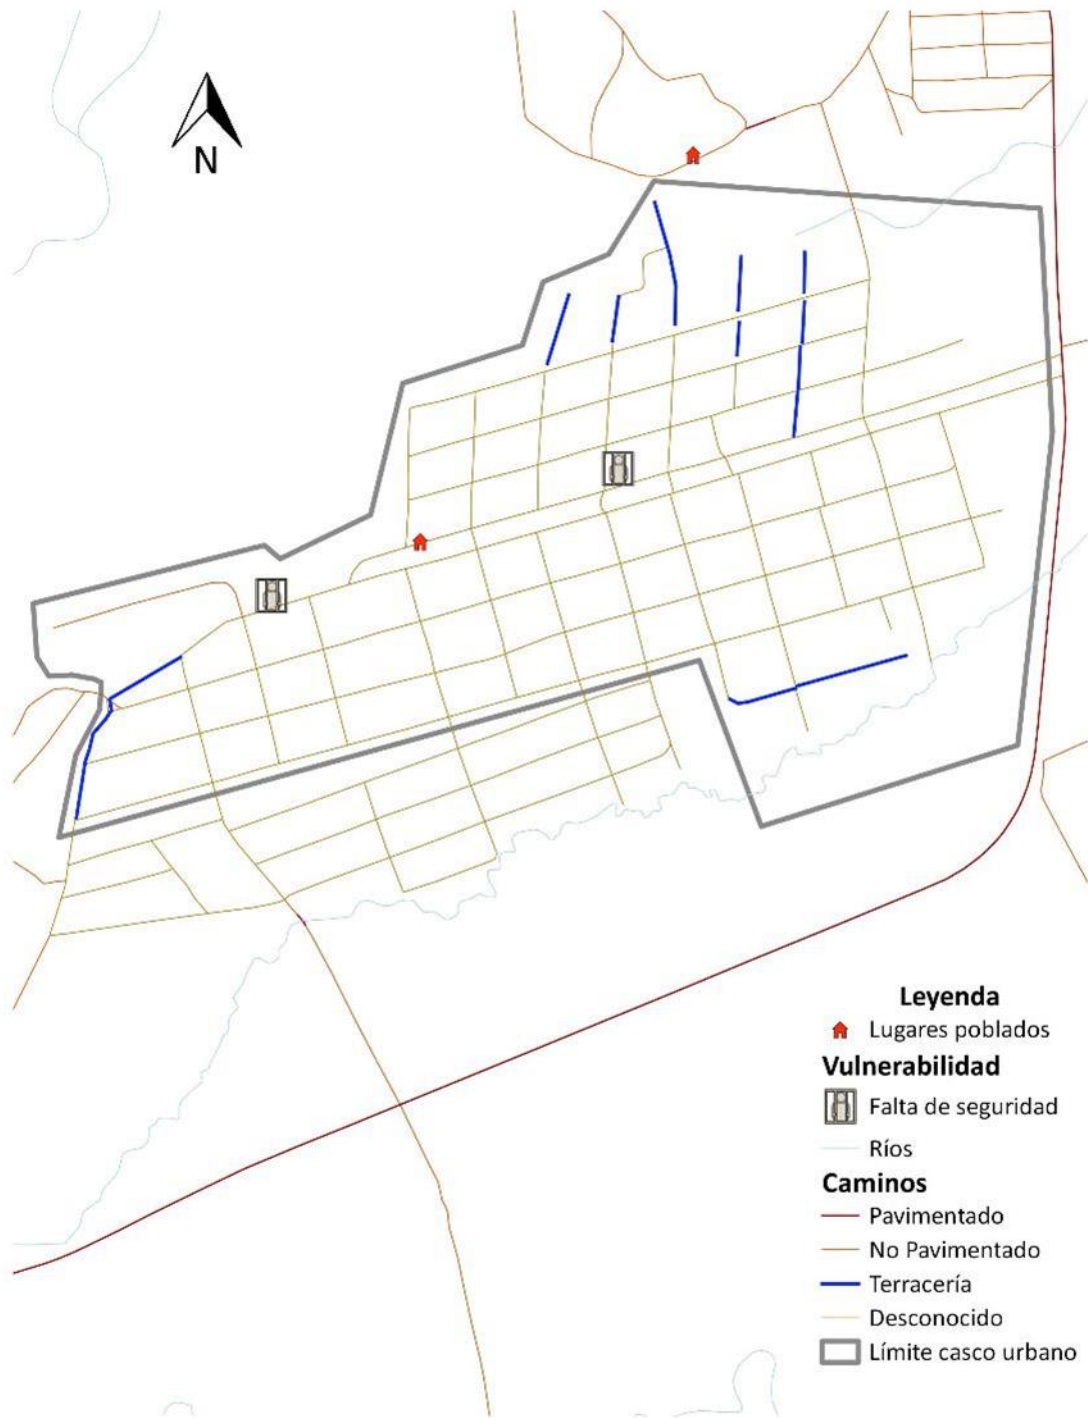 N
Leyenda
Lugares poblados
Vulnerabilidad
Falta de seguridad
Ríos
Caminos
Pavimentado
No Pavimentado
Terracería
Desconocido
Límite casco urbano